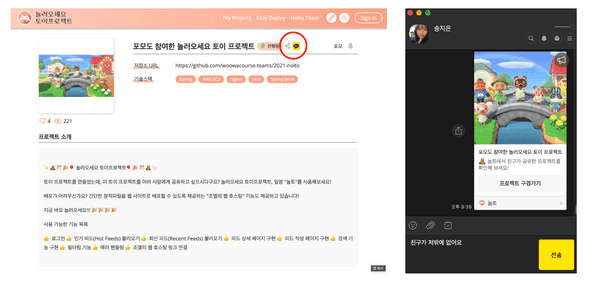 놀러오세요
토이프로젝트
Toy Projects
Easy Deploy
Nolto Team
Sign In
포모도 참여한 놀러오세요 토이 프로젝트
진행중
포모
저장소 URL
https://github.com/woowacourse-teams/2021-nolto
기술스택
Spring
AWS EC2
Nginx
Java
Spring Boot
4
221
프로젝트 소개
놀러오세요 토이프로젝트
토이 프로젝트를 만들었는데, 이 토이 프로젝트를 여러 사람에게 공유하고 싶으시다구요? 놀러오세요 토이프로젝트, 일명 "놀토"를 사용해보세요!
배포가 어려우신가요? 간단한 정적파일을 웹 사이트로 배포할 수 있도록 제공하는 "조엘의 웹 호스팅" 기능도 제공하고 있습니다!
지금 바로 놀러오세요!!!
사용 가능한 기능 목록
로그인 인기 피드(Hot Feeds) 불러오기 최신 피드(Recent Feeds) 불러오기 피드 상세 페이지 구현 피드 작성 페이지 구현 검색 기
능 구현 필터링 기능 에러 핸들링 조엘의 웹 호스팅 링크 연결
송지은
포모도 참여한 놀러오세요 토이 프로젝트
놀토에서 친구가 공유한 프로젝트를
확인해 보세요!
프로젝트 구경가기
놀토
오후 9:36
친구가 저밖에 없어요
전송